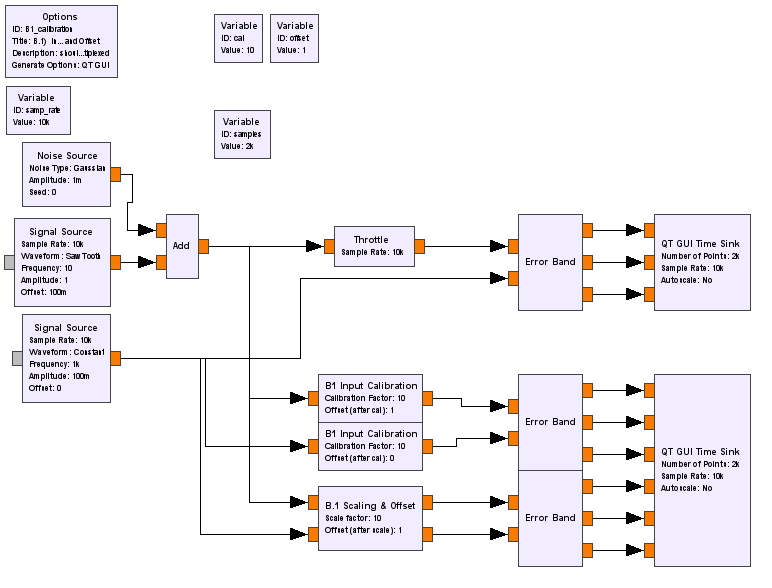 Options
ID: B1_calibration
Title: B.1) In...and Offset
Description: shoul...tiplexed
Generate Options: QT GUI
Variable
ID: cal
Value: 10
Variable
ID: offset
Value: 1
Variable
ID: samp_rate
Value: 10k
Variable
ID: samples
Value: 2k
Noise Source
Noise Type: Gaussian
Amplitude: 1m
Seed: 0
Signal Source
Sample Rate: 10k
Waveform: Saw Tooth
Frequency: 10
Amplitude: 1
Offset: 100m
Add
Throttle
Sample Rate: 10k
Error Band
QT GUI Time Sink
Number of Points: 2k
Sample Rate: 10k
Autoscale: No
Signal Source
Sample Rate: 10k
Waveform: Constant
Frequency: 1k
Amplitude: 100m
Offset: 0
B1 Input Calibration
Calibration Factor: 10
Offset (after cal): 1
B1 Input Calibration
Calibration Factor: 10
Offset (after cal): 0
Error Band
B.1 Scaling & Offset
Scale factor: 10
Offset (after scale): 1
Error Band
QT GUI Time Sink
Number of Points: 2k
Sample Rate: 10k
Autoscale: No